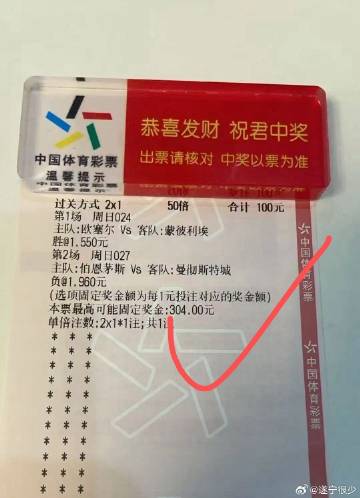 中国体育彩票
温馨提示
恭喜发财 祝君中奖
出票请核对 中奖以票为准
过关方式 2x1 50倍 合计 100元
第1场 周日024
主队:欧塞尔 Vs 客队:蒙彼利埃
胜@1.550元
第2场 周日027
主队:伯恩茅斯 Vs 客队:曼彻斯特城
负@1.960元
(选项固定奖金额为每1元投注对应的奖金额)
本票最高可能固定奖金:304.00元
单倍注数:2x1*1注;共1注
中国体育彩票
中国体育彩票
@遂宁很少